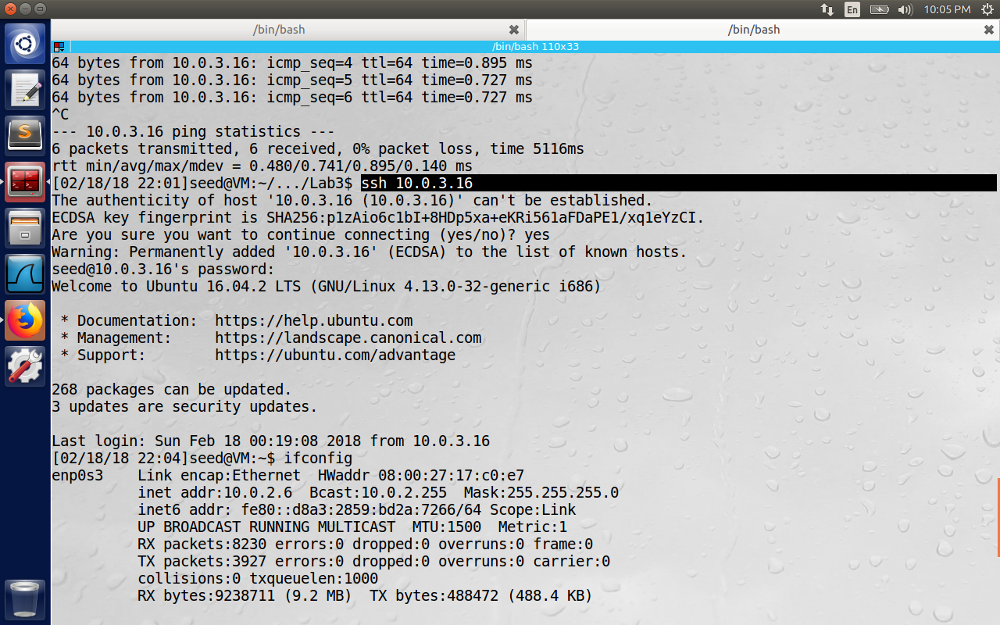 En
10:05 PM
/bin/bash
/bin/bash
/bin/bash 110x33
64 bytes from 10.0.3.16: icmp_seq=4 ttl=64 time=0.895 ms
64 bytes from 10.0.3.16: icmp_seq=5 ttl=64 time=0.727 ms
64 bytes from 10.0.3.16: icmp_seq=6 ttl=64 time=0.727 ms
^C
--- 10.0.3.16 ping statistics ---
6 packets transmitted, 6 received, 0% packet loss, time 5116ms
rtt min/avg/max/mdev = 0.480/0.741/0.895/0.140 ms
[02/18/18 22:01]seed@VM:~/.../Lab3$ ssh 10.0.3.16
The authenticity of host '10.0.3.16 (10.0.3.16)' can't be established.
ECDSA key fingerprint is SHA256:p1zAio6c1bI+8HDp5xa+eKRi561aFDaPE1/xq1eYzCI.
Are you sure you want to continue connecting (yes/no)? yes
Warning: Permanently added '10.0.3.16' (ECDSA) to the list of known hosts.
seed@10.0.3.16's password:
Welcome to Ubuntu 16.04.2 LTS (GNU/Linux 4.13.0-32-generic i686)
* Documentation:  https://help.ubuntu.com
* Management:     https://landscape.canonical.com
* Support:        https://ubuntu.com/advantage
268 packages can be updated.
3 updates are security updates.
Last login: Sun Feb 18 00:19:08 2018 from 10.0.3.16
[02/18/18 22:04]seed@VM:~$ ifconfig
enp0s3    Link encap:Ethernet  HWaddr 08:00:27:17:c0:e7
inet addr:10.0.2.6  Bcast:10.0.2.255  Mask:255.255.255.0
inet6 addr: fe80::d8a3:2859:bd2a:7266/64 Scope:Link
UP BROADCAST RUNNING MULTICAST  MTU:1500  Metric:1
RX packets:8230 errors:0 dropped:0 overruns:0 frame:0
TX packets:3927 errors:0 dropped:0 overruns:0 carrier:0
collisions:0 txqueuelen:1000
RX bytes:9238711 (9.2 MB)  TX bytes:488472 (488.4 KB)